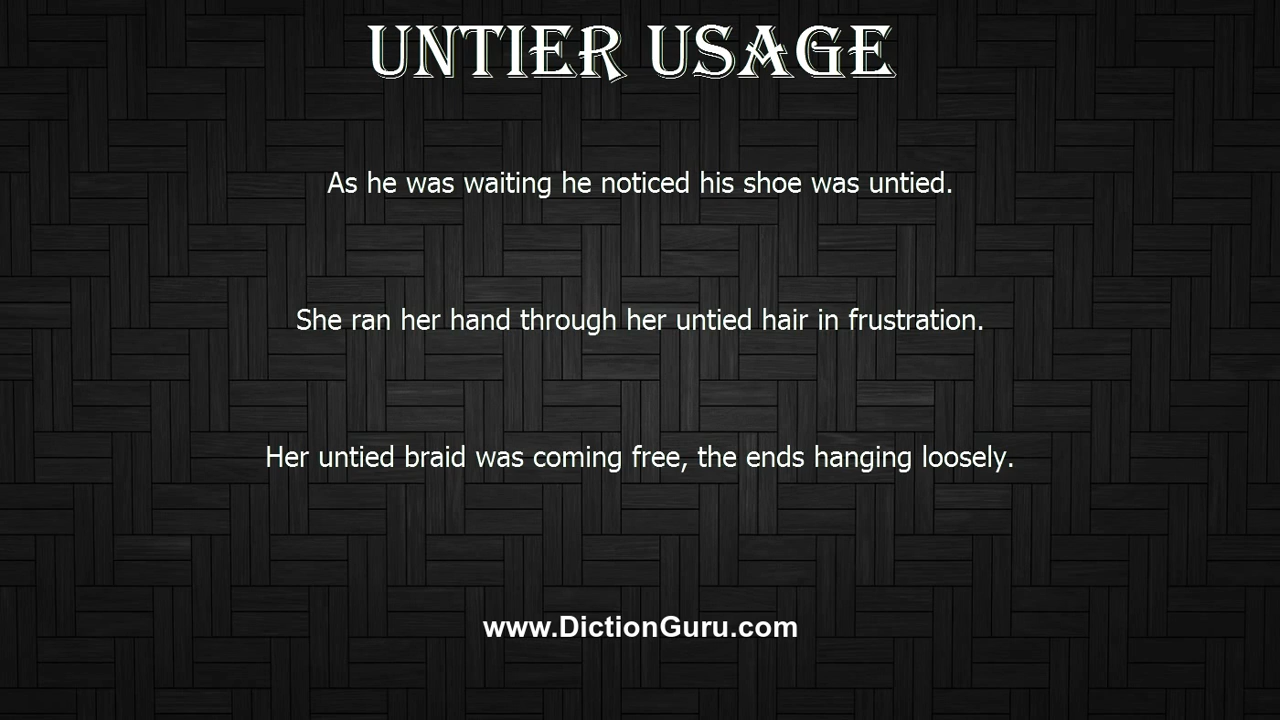 UNTIER USAGE
As he was waiting he noticed his shoe was untied.
She ran her hand through her untied hair in frustration.
Her untied braid was coming free, the ends hanging loosely.
www.DictionGuru.com